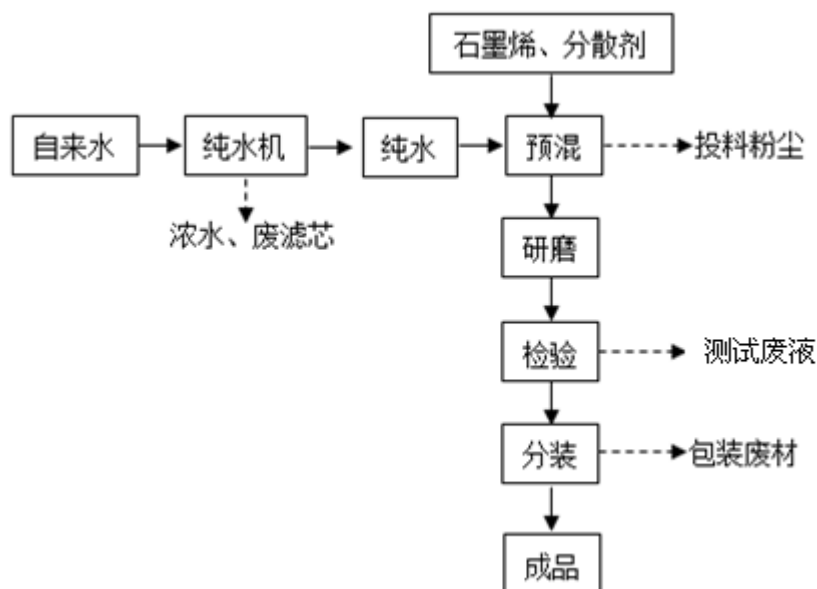 石墨烯、分散剂
自来水
纯水机
纯水
预混
投料粉尘
浓水、废滤芯
研磨
检验
测试废液
分装
包装废材
成品